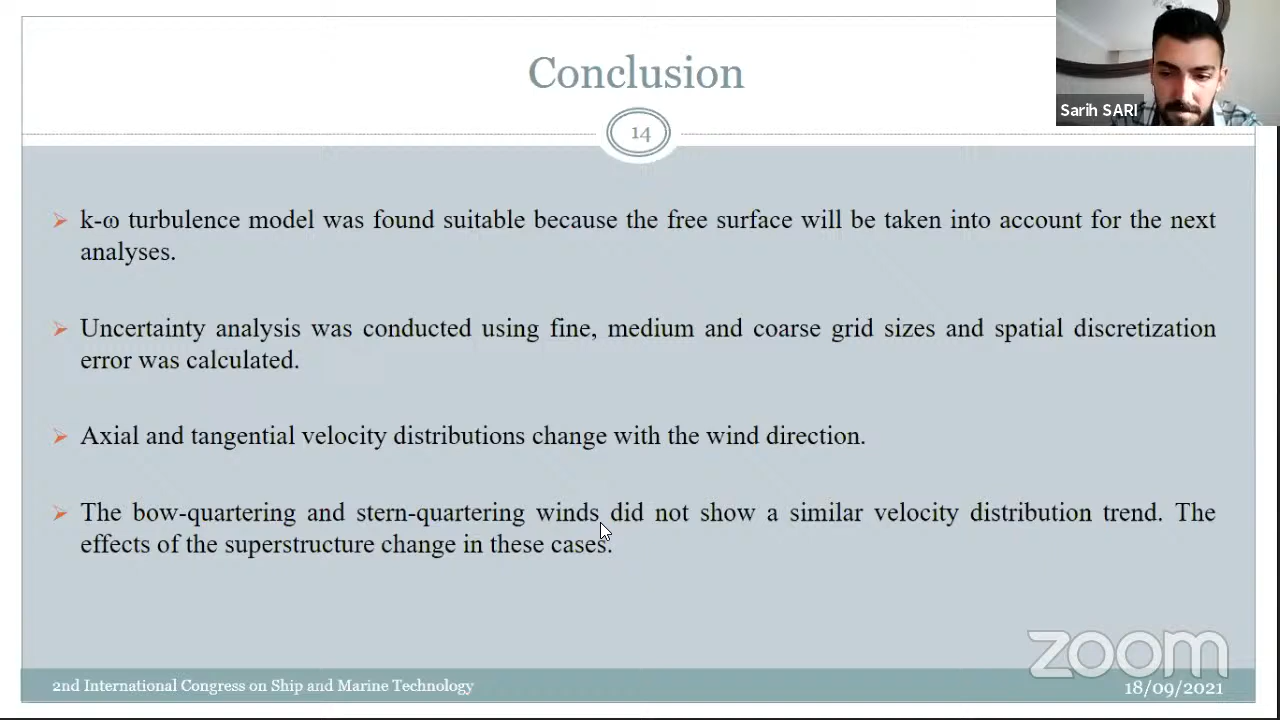 Conclusion
Sarih SARI
14
k-ω turbulence model was found suitable because the free surface will be taken into account for the next
analyses.
Uncertainty analysis was conducted using fine, medium and coarse grid sizes and spatial discretization
error was calculated.
Axial and tangential velocity distributions change with the wind direction.
The bow-quartering and stern-quartering winds did not show a similar velocity distribution trend. The
effects of the superstructure change in these cases.
zoom
2nd International Congress on Ship and Marine Technology
18/09/2021